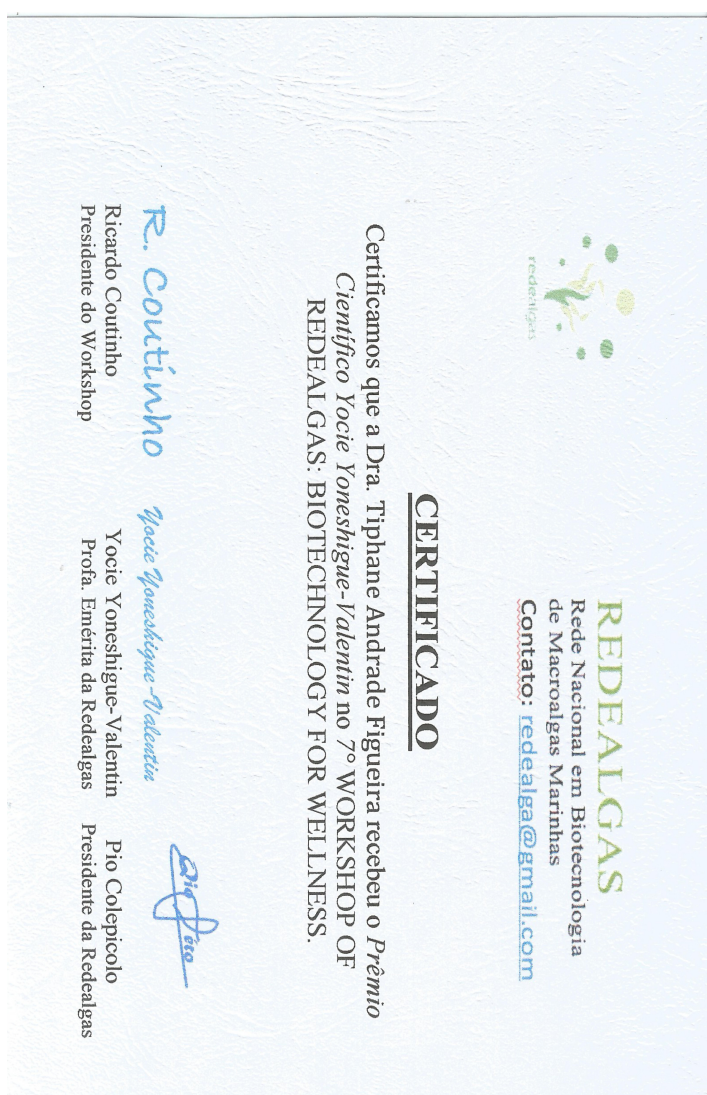 redealgas
REDEALGAS
Rede Nacional em Biotecnologia
de Macroalgas Marinhas
Contato: redealga@gmail.com
CERTIFICADO
Certificamos que a Dra. Tiphane Andrade Figueira recebeu o Prêmio
Científico Yocie Yoneshigue-Valentin no 7° WORKSHOP OF
REDEALGAS: BIOTECHNOLOGY FOR WELLNESS.
R. Coutinho
Yocie Yoneshigue-Valentin
Ricardo Coutinho
Presidente do Workshop
Yocie Yoneshigue-Valentin
Profa. Emérita da Redealgas
Pio Colepicolo
Presidente da Redealgas